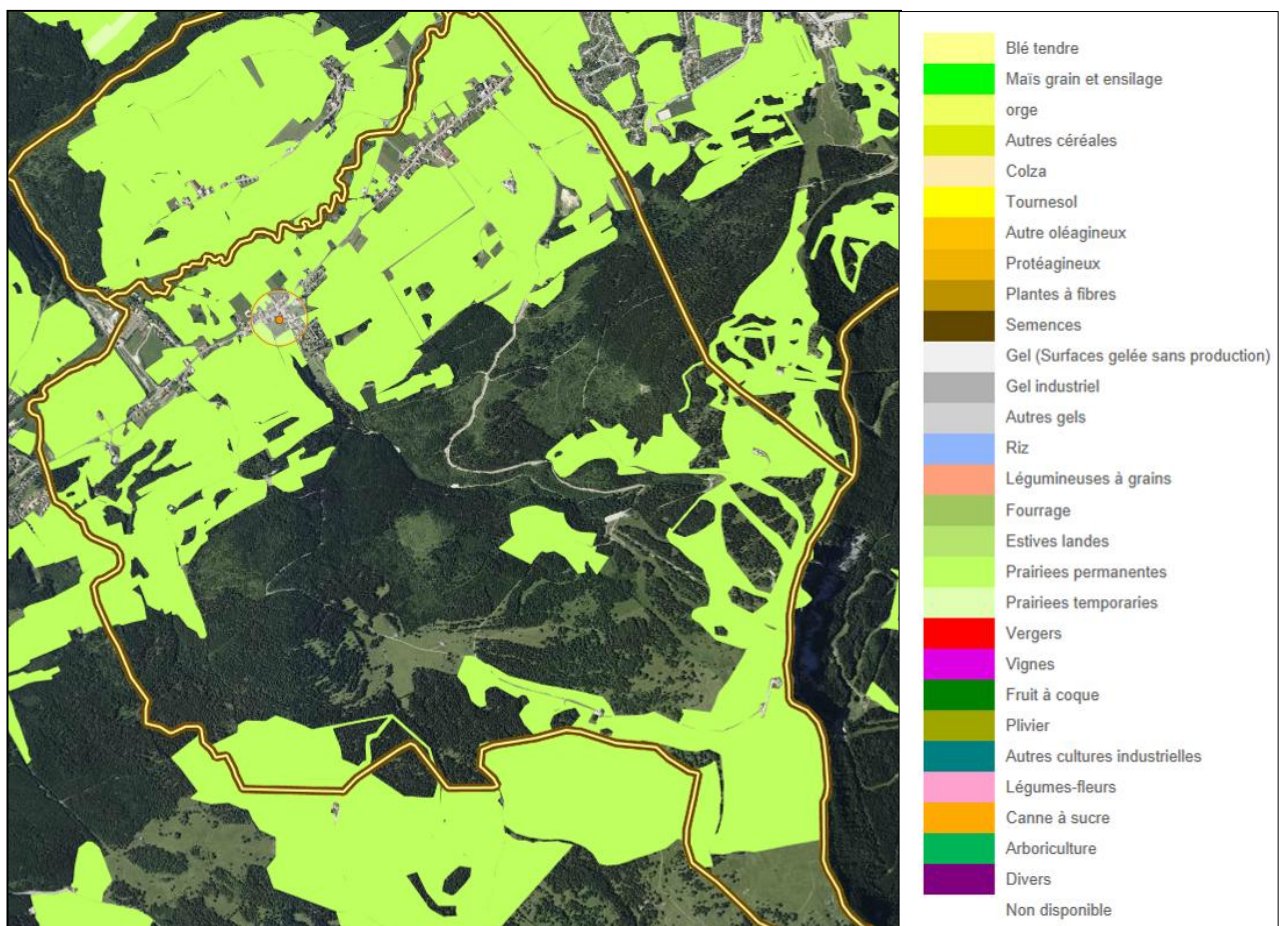 Blé tendre
Maïs grain et ensilage
orge
Autres céréales
Colza
Tournesol
Autre oléagineux
Protéagineux
Plantes à fibres
Semences
Gel (Surfaces gelée sans production)
Gel industriel
Autres gels
Riz
Légumineuses à grains
Fourrage
Estives landes
Prairiees permanentes
Prairiees temporaries
Vergers
Vignes
Fruit à coque
Plivier
Autres cultures industrielles
Légumes-fleurs
Canne à sucre
Arboriculture
Divers
Non disponible